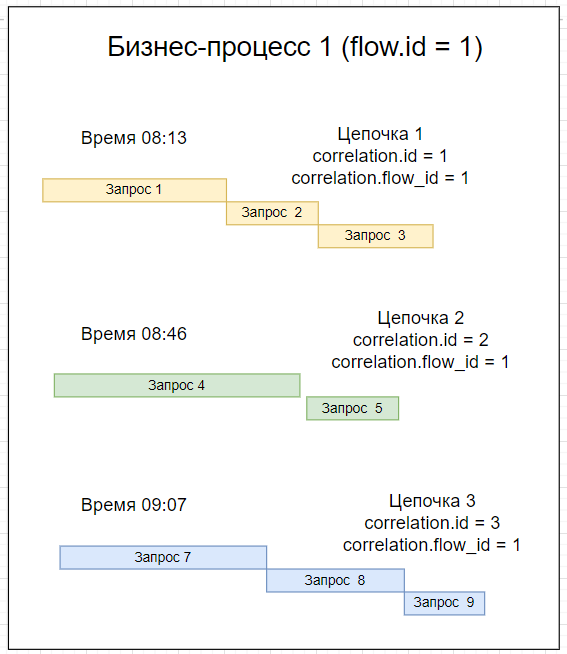 Бизнес-процесс 1 (flow.id = 1)
Время 08:13
Цепочка 1
correlation.id = 1
correlation.flow_id = 1
Запрос 1
Запрос 2
Запрос 3
Время 08:46
Цепочка 2
correlation.id = 2
correlation.flow_id = 1
Запрос 4
Запрос 5
Время 09:07
Цепочка 3
correlation.id = 3
correlation.flow_id = 1
Запрос 7
Запрос 8
Запрос 9